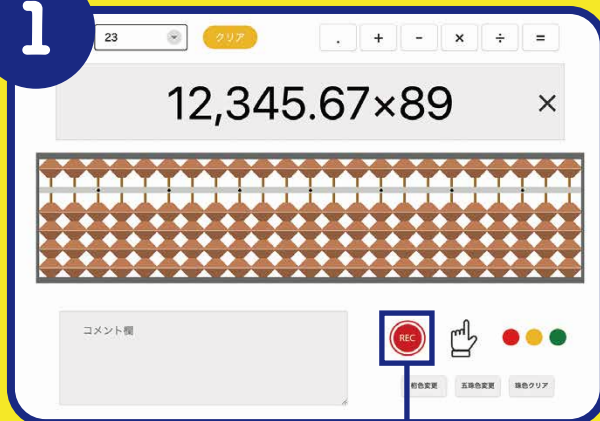 1
23 クリア . + - × ÷ =
12,345.67×89 ×
コメント欄
REC
桁色変更 五珠色変更 珠色クリア